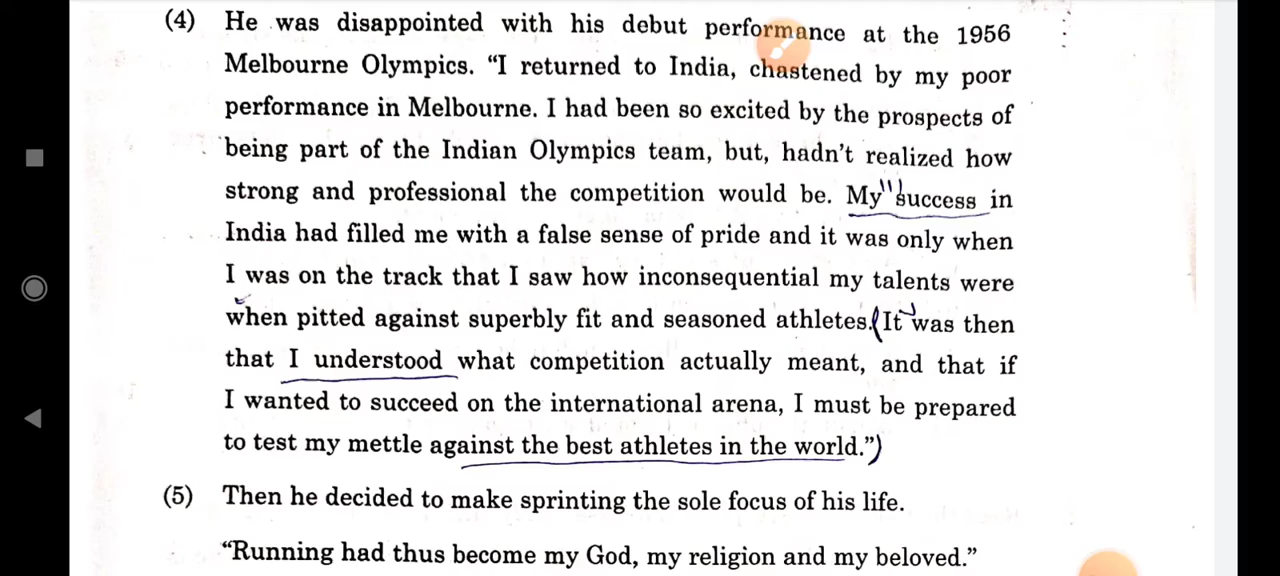 (4) He was disappointed with his debut performance at the 1956
Melbourne Olympics. “I returned to India, chastened by my poor
performance in Melbourne. I had been so excited by the prospects of
being part of the Indian Olympics team, but, hadn’t realized how
strong and professional the competition would be. My success in
India had filled me with a false sense of pride and it was only when
I was on the track that I saw how inconsequential my talents were
when pitted against superbly fit and seasoned athletes. (It was then
that I understood what competition actually meant, and that if
I wanted to succeed on the international arena, I must be prepared
to test my mettle against the best athletes in the world.”)
(5) Then he decided to make sprinting the sole focus of his life.
“Running had thus become my God, my religion and my beloved.”